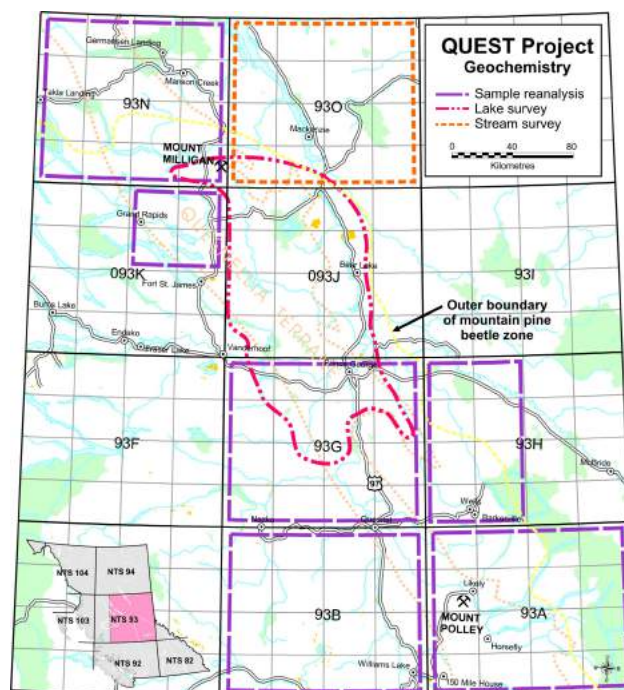 QUEST Project
Geochemistry
Sample reanalysis
Lake survey
Stream survey
0 40 80
Kilometres
Germansen Landing
Manson Creek
Takla Landing
93N
93O
Mackenzie
MOUNT
MILLIGAN
Grand Rapids
093K
093J
93I
Bear Lake
Fort St. James
Burns Lake
Endako
Fraser Lake
Vanderhoof
QUESNELLIA TERRANE
Outer boundary
of mountain pine
beetle zone
Prince George
93F
93G
93H
McBride
97
Wells
Barkerville
Nazko
Quesnel
NTS 104
NTS 94
NTS 103
NTS 93
NTS 92
NTS 82
93B
93A
Likely
MOUNT
POLLEY
Horsefly
Williams Lake
150 Mile House